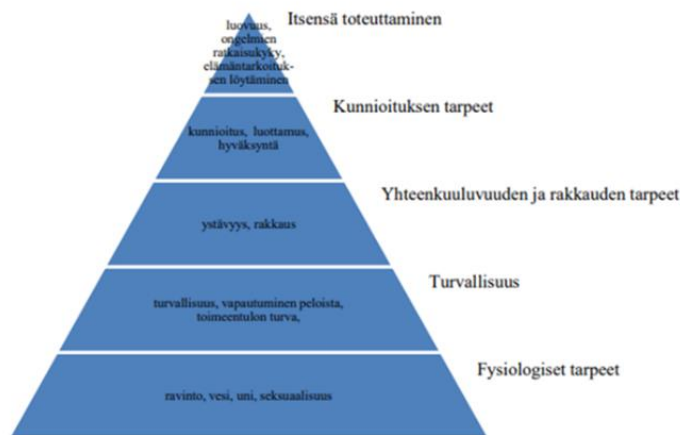 Itsensä toteuttaminen
luovuus,
ongelmien
ratkaisukyky,
elämäntarkoituk-
sen löytäminen
Kunnioituksen tarpeet
kunnioitus, luottamus,
hyväksyntä
Yhteenkuuluvuuden ja rakkauden tarpeet
ystävyys, rakkaus
Turvallisuus
turvallisuus, vapautuminen peloista,
toimeentulon turva,
Fysiologiset tarpeet
ravinto, vesi, uni, seksuaalisuus